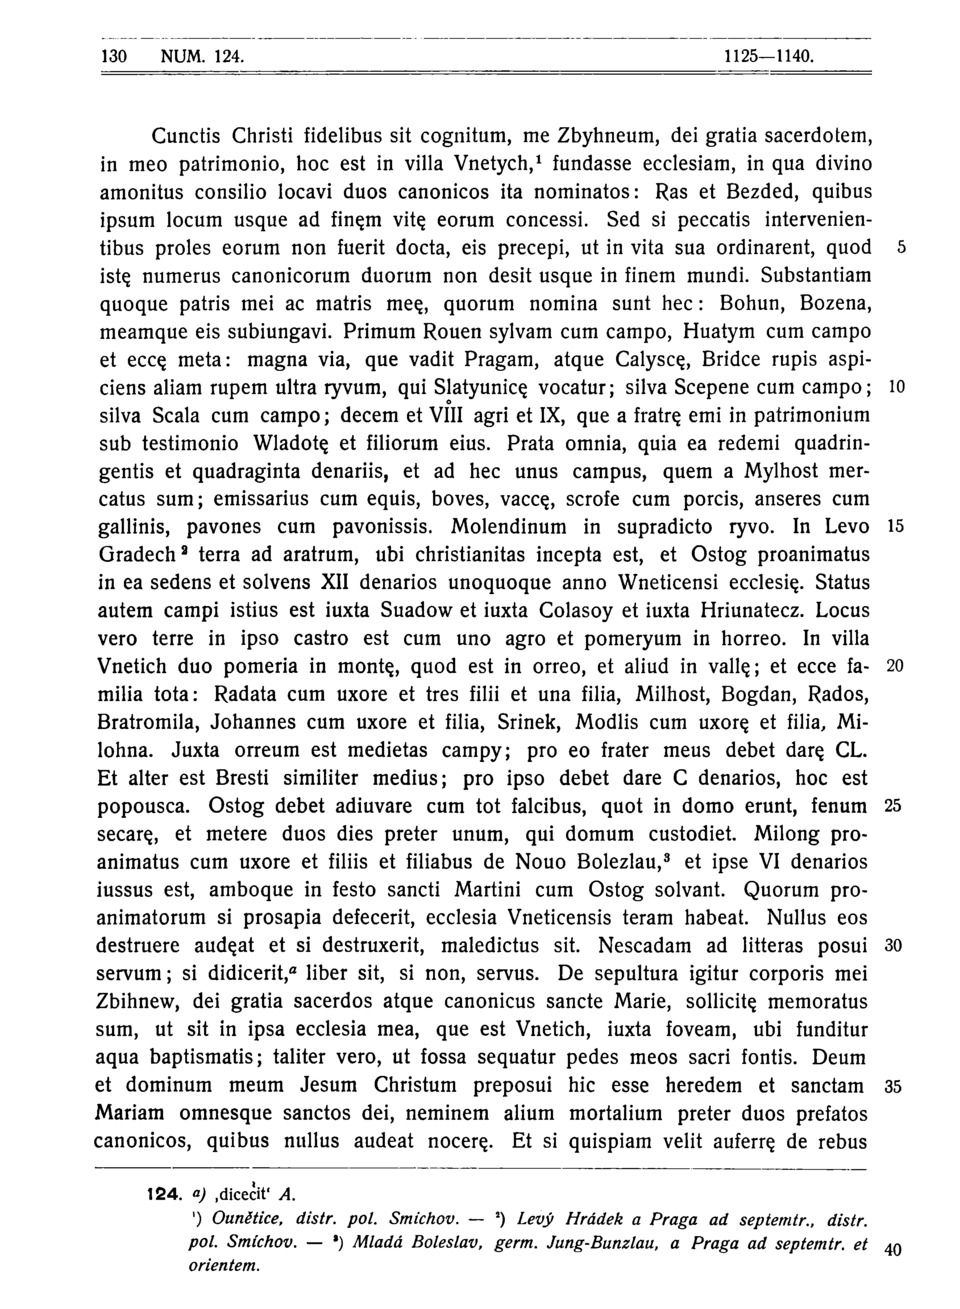 130 NUM. 124. 1125—1140.
Cunctis Christi fidelibus sit cognitum, me Zbyhneum, dei gratia sacerdotem,
in meo patrimonio, hoc est in villa Vnetych,¹ fundasse ecclesiam, in qua divino
amonitus consilio locavi duos canonicos ita nominatos: Ras et Bezded, quibus
ipsum locum usque ad finęm vitę eorum concessi. Sed si peccatis intervenien-
tibus proles eorum non fuerit docta, eis precepi, ut in vita sua ordinarent, quod 5
istę numerus canonicorum duorum non desit usque in finem mundi. Substantiam
quoque patris mei ac matris meę, quorum nomina sunt hec: Bohun, Bozena,
meamque eis subiungavi. Primum Rouen sylvam cum campo, Huatym cum campo
et eccę meta: magna via, que vadit Pragam, atque Calyscę, Bridce rupis aspi-
ciens aliam rupem ultra ryvum, qui Slatyunicę vocatur; silva Scepene cum campo; 10
silva Scala cum campo; decem et VIII° agri et IX, que a fratrę emi in patrimonium
sub testimonio Wladotę et filiorum eius. Prata omnia, quia ea redemi quadrin-
gentis et quadraginta denariis, et ad hec unus campus, quem a Mylhost mer-
catus sum; emissarius cum equis, boves, vaccę, scrofe cum porcis, anseres cum
gallinis, pavones cum pavonissis. Molendinum in supradicto ryvo. In Levo 15
Gradech² terra ad aratrum, ubi christianitas incepta est, et Ostog proanimatus
in ea sedens et solvens XII denarios unoquoque anno Wneticensi ecclesię. Status
autem campi istius est iuxta Suadow et iuxta Colasoy et iuxta Hriunatecz. Locus
vero terre in ipso castro est cum uno agro et pomeryum in horreo. In villa
Vnetich duo pomeria in montę, quod est in orreo, et aliud in vallę; et ecce fa- 20
milia tota: Radata cum uxore et tres filii et una filia, Milhost, Bogdan, Rados,
Bratromila, Johannes cum uxore et filia, Srinek, Modlis cum uxorę et filia, Mi-
lohna. Juxta orreum est medietas campy; pro eo frater meus debet darę CL.
Et alter est Bresti similiter medius; pro ipso debet dare C denarios, hoc est
popousca. Ostog debet adiuvare cum tot falcibus, quot in domo erunt, fenum 25
secarę, et metere duos dies preter unum, qui domum custodiet. Milong pro-
animatus cum uxore et filiis et filiabus de Nouo Bolezlau,³ et ipse VI denarios
iussus est, amboque in festo sancti Martini cum Ostog solvant. Quorum pro-
animatorum si prosapia defecerit, ecclesia Vneticensis teram habeat. Nullus eos
destruere audęat et si destruxerit, maledictus sit. Nescadam ad litteras posui 30
servum; si didicerit,ᵃ liber sit, si non, servus. De sepultura igitur corporis mei
Zbihnew, dei gratia sacerdos atque canonicus sancte Marie, sollicitę memoratus
sum, ut sit in ipsa ecclesia mea, que est Vnetich, iuxta foveam, ubi funditur
aqua baptismatis; taliter vero, ut fossa sequatur pedes meos sacri fontis. Deum
et dominum meum Jesum Christum preposui hic esse heredem et sanctam 35
Mariam omnesque sanctos dei, neminem alium mortalium preter duos prefatos
canonicos, quibus nullus audeat nocerę. Et si quispiam velit auferrę de rebus
124. a) ‚dicecit‘ A.
¹) Ounětice, distr. pol. Smíchov. — ²) Levý Hrádek a Praga ad septemtr., distr.
pol. Smíchov. — ³) Mladá Boleslav, germ. Jung-Bunzlau, a Praga ad septemtr. et 40
orientem.